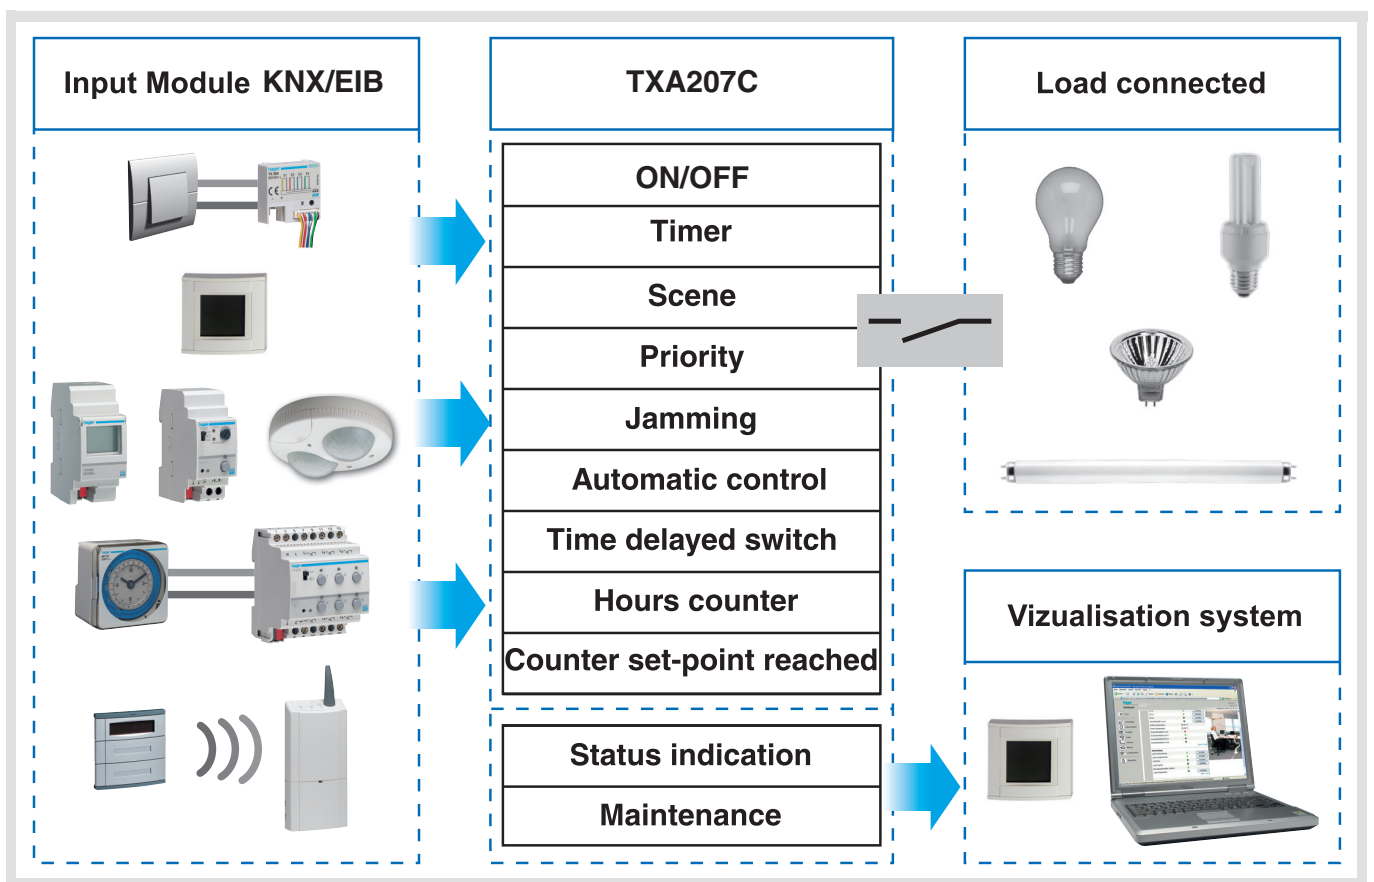 Input Module KNX/EIB
TXA207C
ON/OFF
Timer
Scene
Priority
Jamming
Automatic control
Time delayed switch
Hours counter
Counter set-point reached
Status indication
Maintenance
Load connected
Vizualisation system